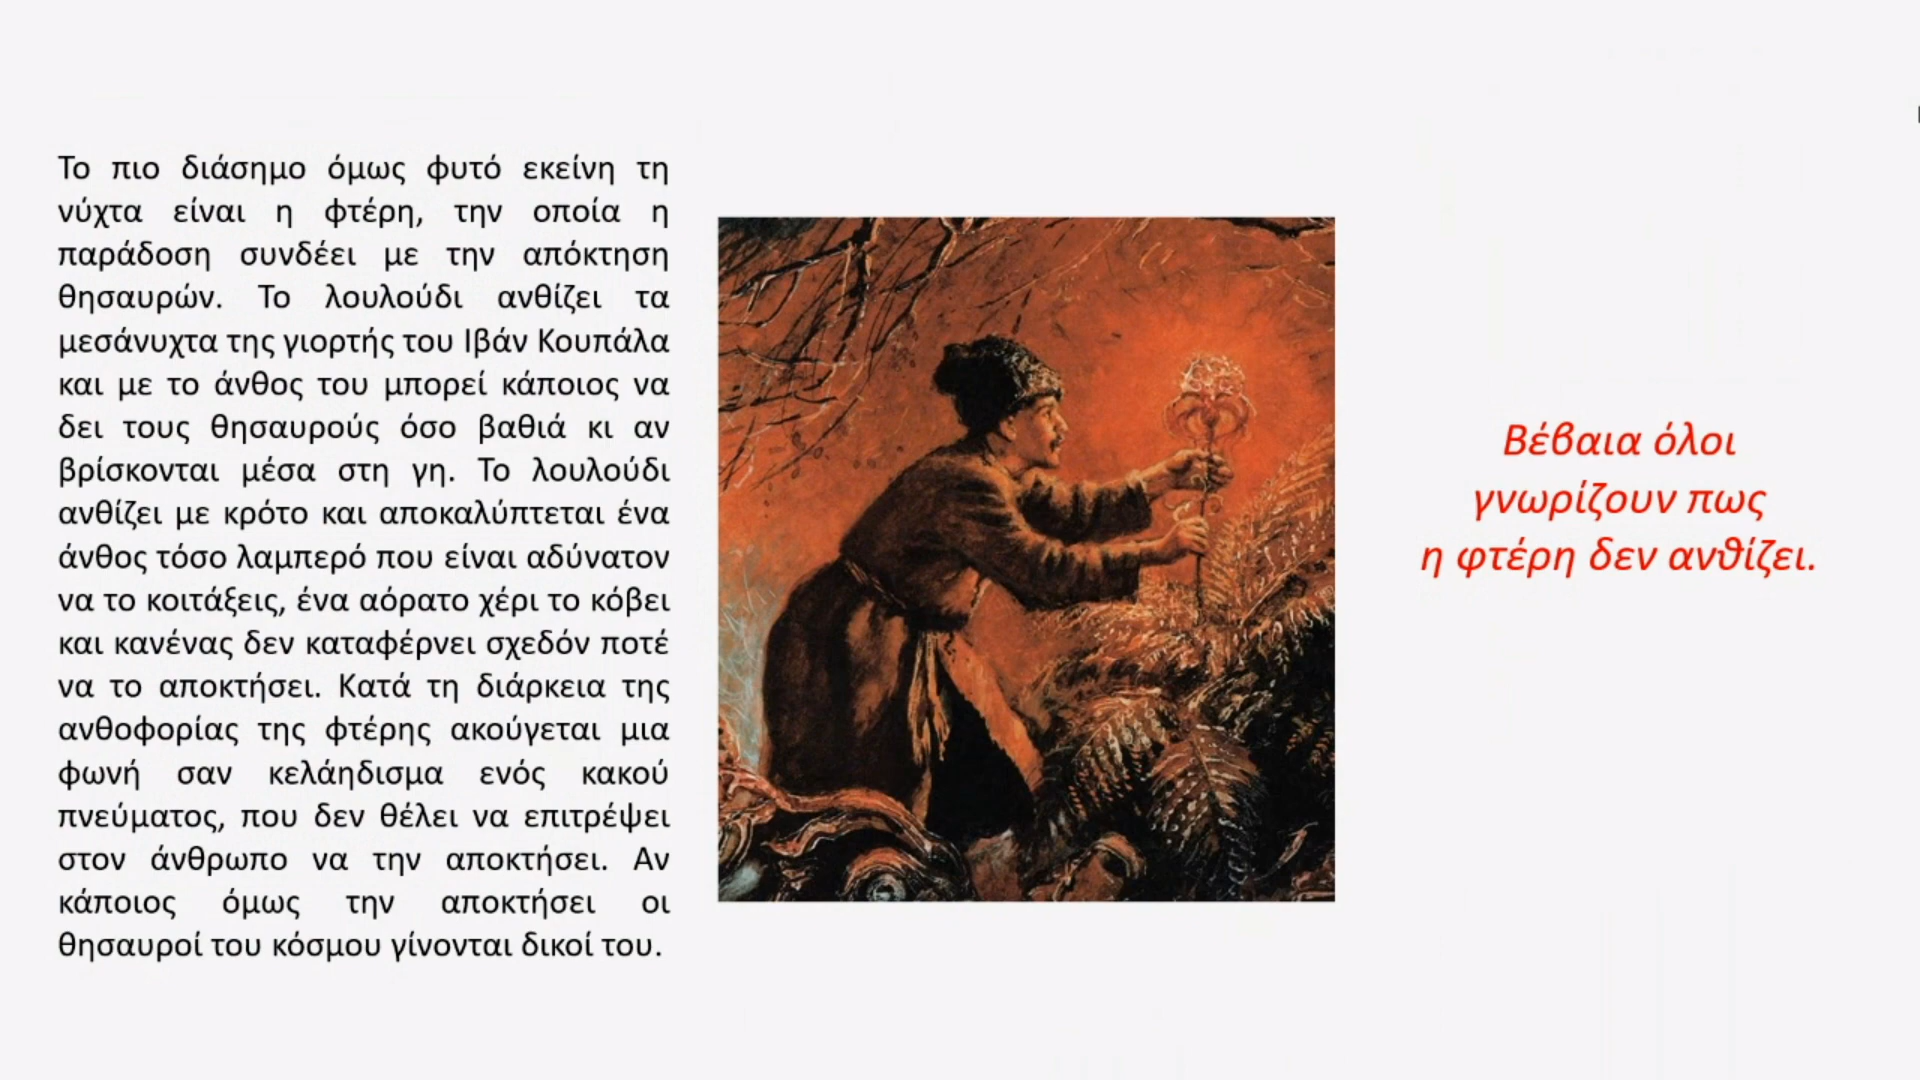 Το πιο διάσημο όμως φυτό εκείνη τη
νύχτα είναι η φτέρη, την οποία η
παράδοση συνδέει με την απόκτηση
θησαυρών. Το λουλούδι ανθίζει τα
μεσάνυχτα της γιορτής του Ιβάν Κουπάλα
και με το άνθος του μπορεί κάποιος να
δει τους θησαυρούς όσο βαθιά κι αν
βρίσκονται μέσα στη γη. Το λουλούδι
ανθίζει με κρότο και αποκαλύπτεται ένα
άνθος τόσο λαμπερό που είναι αδύνατον
να το κοιτάξεις, ένα αόρατο χέρι το κόβει
και κανένας δεν καταφέρνει σχεδόν ποτέ
να το αποκτήσει. Κατά τη διάρκεια της
ανθοφορίας της φτέρης ακούγεται μια
φωνή σαν κελάηδισμα ενός κακού
πνεύματος, που δεν θέλει να επιτρέψει
στον άνθρωπο να την αποκτήσει. Αν
κάποιος όμως την αποκτήσει οι
θησαυροί του κόσμου γίνονται δικοί του.
Βέβαια όλοι
γνωρίζουν πως
η φτέρη δεν ανθίζει.